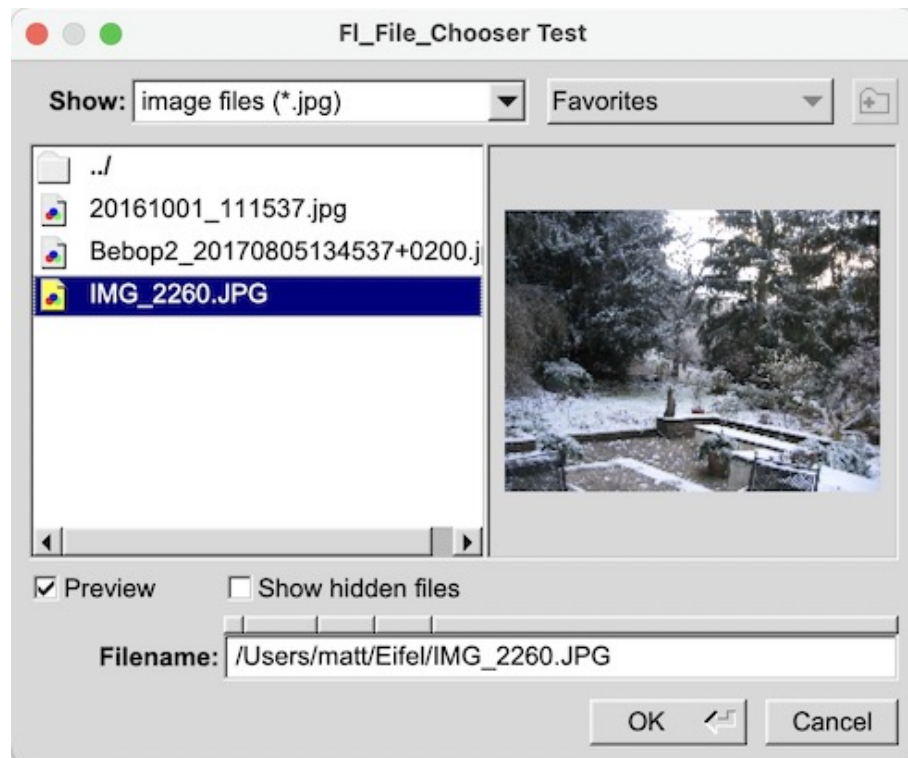 Fl_File_Chooser Test
Show: image files (*.jpg) Favorites
../
20161001_111537.jpg
Bebop2_20170805134537+0200.j
IMG_2260.JPG
Preview Show hidden files
Filename: /Users/matt/Eifel/IMG_2260.JPG
OK Cancel